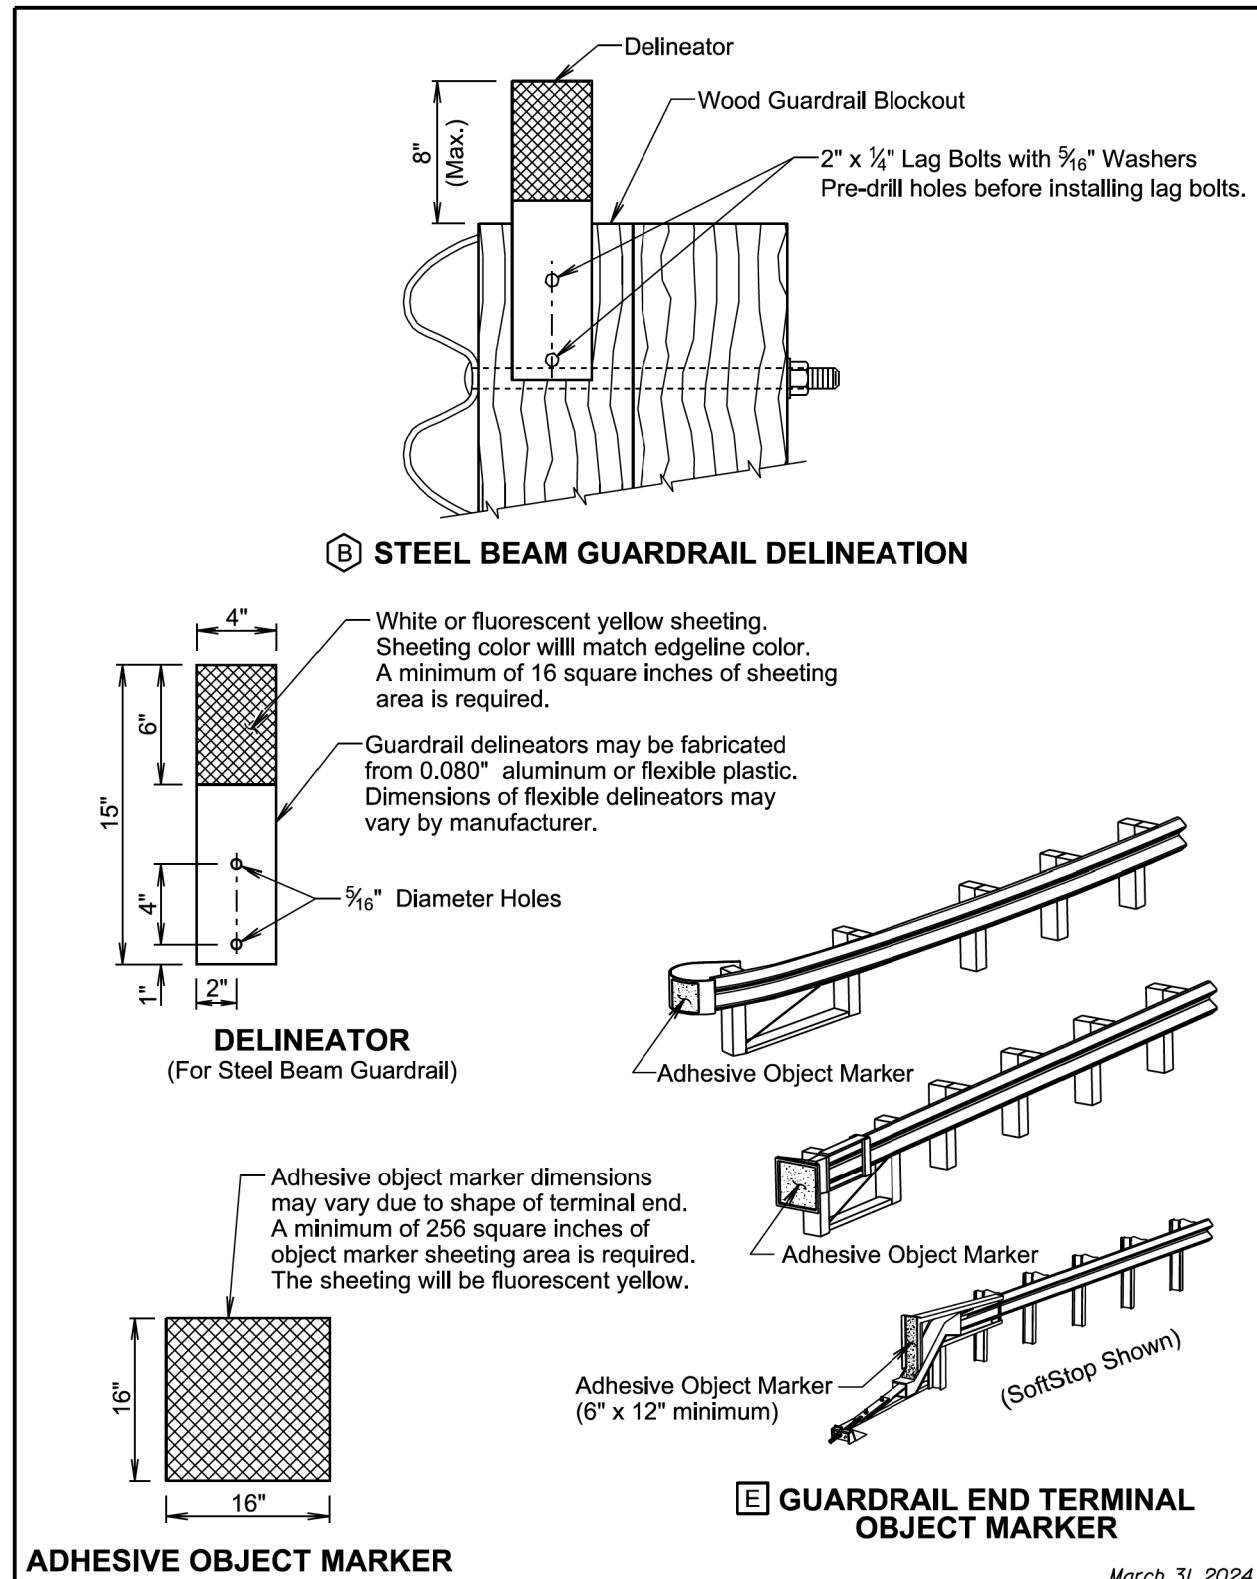 Delineator
Wood Guardrail Blockout
8"
(Max.)
2" x 1/4" Lag Bolts with 5/16" Washers
Pre-drill holes before installing lag bolts.
B STEEL BEAM GUARDRAIL DELINEATION
4"
White or fluorescent yellow sheeting.
Sheeting color willl match edgeline color.
A minimum of 16 square inches of sheeting
area is required.
6"
15"
Guardrail delineators may be fabricated
from 0.080" aluminum or flexible plastic.
Dimensions of flexible delineators may
vary by manufacturer.
4"
5/16" Diameter Holes
1"
2"
DELINEATOR
(For Steel Beam Guardrail)
Adhesive Object Marker
Adhesive object marker dimensions
may vary due to shape of terminal end.
A minimum of 256 square inches of
object marker sheeting area is required.
The sheeting will be fluorescent yellow.
Adhesive Object Marker
16"
16"
Adhesive Object Marker
(6" x 12" minimum)
(SoftStop Shown)
E GUARDRAIL END TERMINAL
OBJECT MARKER
ADHESIVE OBJECT MARKER
March 31, 2024